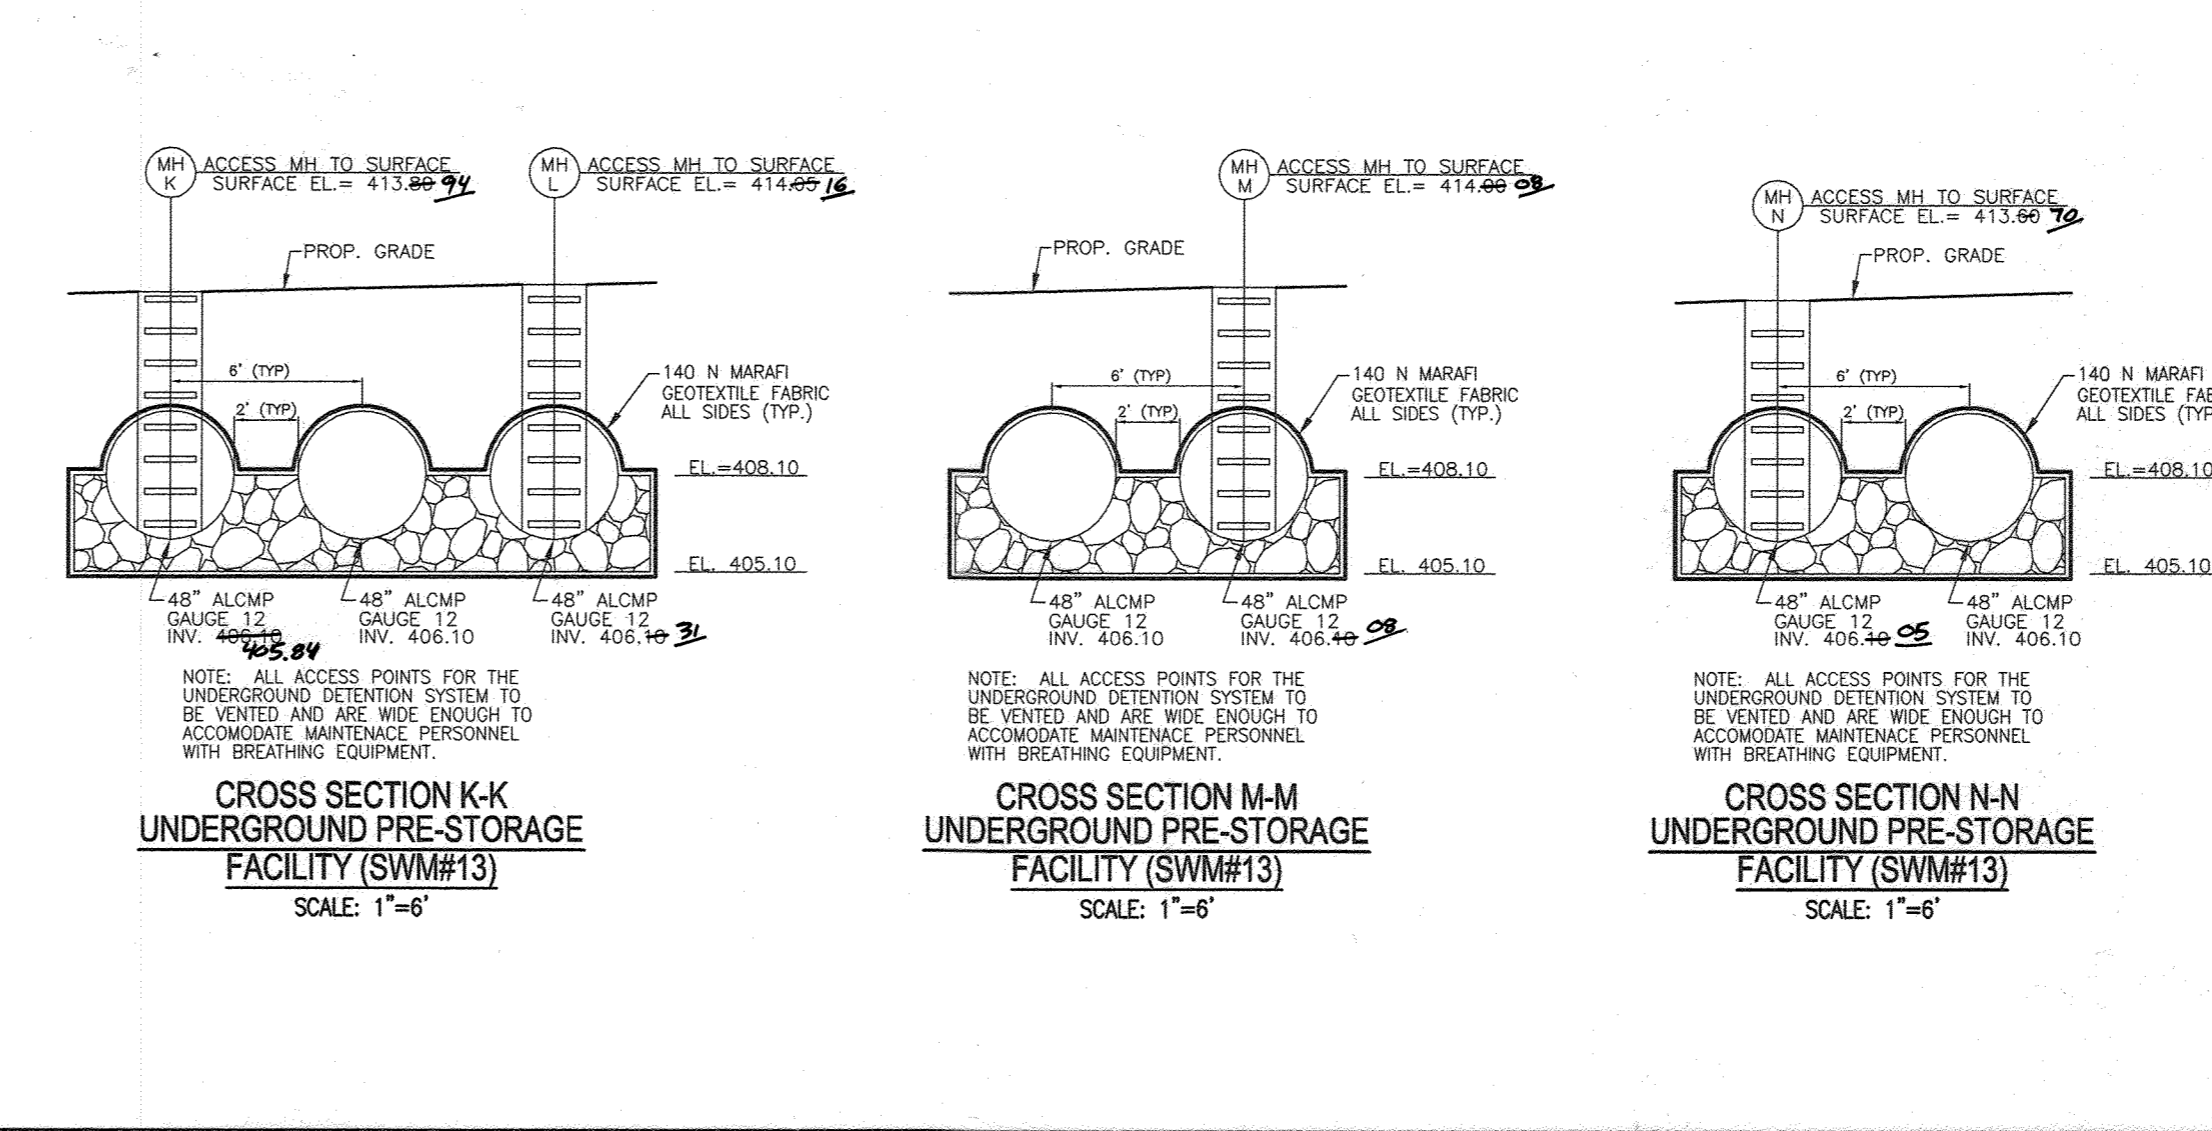 MH
K
ACCESS MH TO SURFACE
SURFACE EL.= 413.80 94
MH
L
ACCESS MH TO SURFACE
SURFACE EL.= 414.05 16
PROP. GRADE
6' (TYP)
2' (TYP)
140 N MARAFI
GEOTEXTILE FABRIC
ALL SIDES (TYP.)
EL.=408.10
EL. 405.10
48" ALCMP
GAUGE 12
INV. 406.10
405.84
48" ALCMP
GAUGE 12
INV. 406.10
48" ALCMP
GAUGE 12
INV. 406.10 31
NOTE: ALL ACCESS POINTS FOR THE
UNDERGROUND DETENTION SYSTEM TO
BE VENTED AND ARE WIDE ENOUGH TO
ACCOMODATE MAINTENACE PERSONNEL
WITH BREATHING EQUIPMENT.
CROSS SECTION K-K
UNDERGROUND PRE-STORAGE
FACILITY (SWM#13)
SCALE: 1"=6'
MH
M
ACCESS MH TO SURFACE
SURFACE EL.= 414.00 08
PROP. GRADE
6' (TYP)
2' (TYP)
140 N MARAFI
GEOTEXTILE FABRIC
ALL SIDES (TYP.)
EL.=408.10
EL. 405.10
48" ALCMP
GAUGE 12
INV. 406.10
48" ALCMP
GAUGE 12
INV. 406.10 08
NOTE: ALL ACCESS POINTS FOR THE
UNDERGROUND DETENTION SYSTEM TO
BE VENTED AND ARE WIDE ENOUGH TO
ACCOMODATE MAINTENACE PERSONNEL
WITH BREATHING EQUIPMENT.
CROSS SECTION M-M
UNDERGROUND PRE-STORAGE
FACILITY (SWM#13)
SCALE: 1"=6'
MH
N
ACCESS MH TO SURFACE
SURFACE EL.= 413.60 70
PROP. GRADE
6' (TYP)
2' (TYP)
140 N MARAFI
GEOTEXTILE FAB
ALL SIDES (TYP
EL.=408.10
EL. 405.10
48" ALCMP
GAUGE 12
INV. 406.10 05
48" ALCMP
GAUGE 12
INV. 406.10
NOTE: ALL ACCESS POINTS FOR THE
UNDERGROUND DETENTION SYSTEM TO
BE VENTED AND ARE WIDE ENOUGH TO
ACCOMODATE MAINTENACE PERSONNEL
WITH BREATHING EQUIPMENT.
CROSS SECTION N-N
UNDERGROUND PRE-STORAGE
FACILITY (SWM#13)
SCALE: 1"=6'